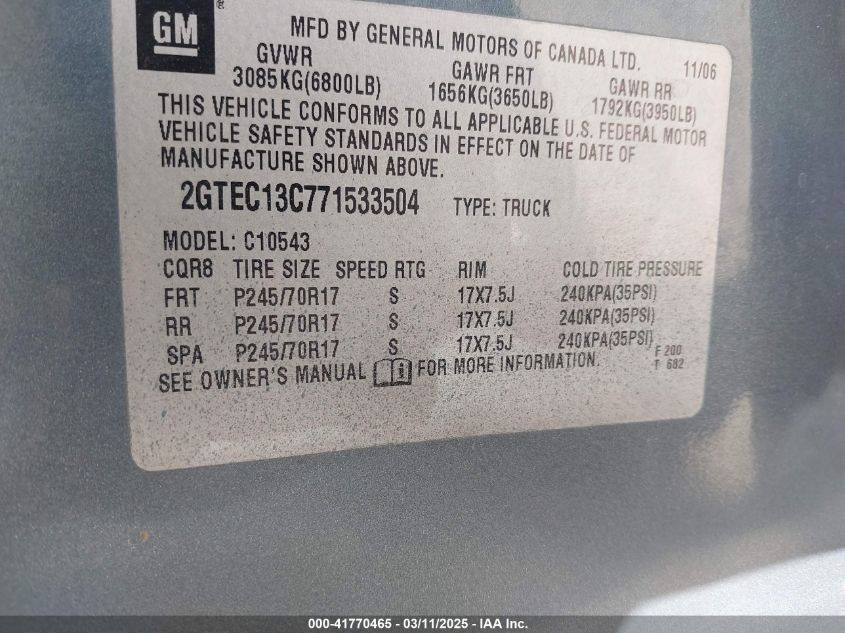 GM
®
MFD BY GENERAL MOTORS OF CANADA LTD.
GVWR GAWR FRT GAWR RR 11/06
3085KG(6800LB) 1656KG(3650LB) 1792KG(3950LB)
THIS VEHICLE CONFORMS TO ALL APPLICABLE U.S. FEDERAL MOTOR
VEHICLE SAFETY STANDARDS IN EFFECT ON THE DATE OF
MANUFACTURE SHOWN ABOVE.
2GTEC13C771533504 TYPE: TRUCK
MODEL: C10543
CQR8 TIRE SIZE SPEED RTG RIM COLD TIRE PRESSURE
FRT P245/70R17 S 17X7.5J 240KPA(35PSI)
RR P245/70R17 S 17X7.5J 240KPA(35PSI)
SPA P245/70R17 S 17X7.5J 240KPA(35PSI)
SEE OWNER'S MANUAL i FOR MORE INFORMATION.
F 200
T 682
000-41770465 - 03/11/2025 - IAA Inc.